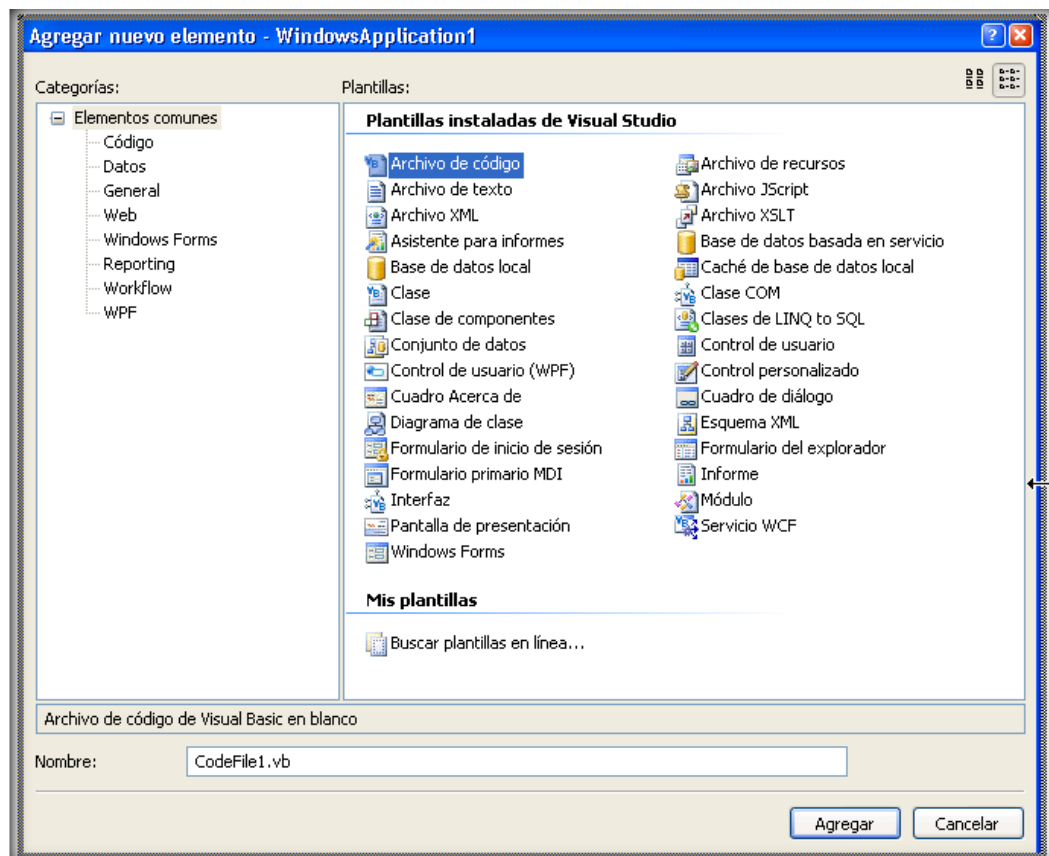 Agregar nuevo elemento - WindowsApplication1
Categorías:
Plantillas:
Elementos comunes
Código
Datos
General
Web
Windows Forms
Reporting
Workflow
WPF
Plantillas instaladas de Visual Studio
Archivo de código
Archivo de recursos
Archivo de texto
Archivo JScript
Archivo XML
Archivo XSLT
Asistente para informes
Base de datos basada en servicio
Base de datos local
Caché de base de datos local
Clase
Clase COM
Clase de componentes
Clases de LINQ to SQL
Conjunto de datos
Control de usuario
Control de usuario (WPF)
Control personalizado
Cuadro Acerca de
Cuadro de diálogo
Diagrama de clase
Esquema XML
Formulario de inicio de sesión
Formulario del explorador
Formulario primario MDI
Informe
Interfaz
Módulo
Pantalla de presentación
Servicio WCF
Windows Forms
Mis plantillas
Buscar plantillas en línea...
Archivo de código de Visual Basic en blanco
Nombre:
CodeFile1.vb
Agregar
Cancelar